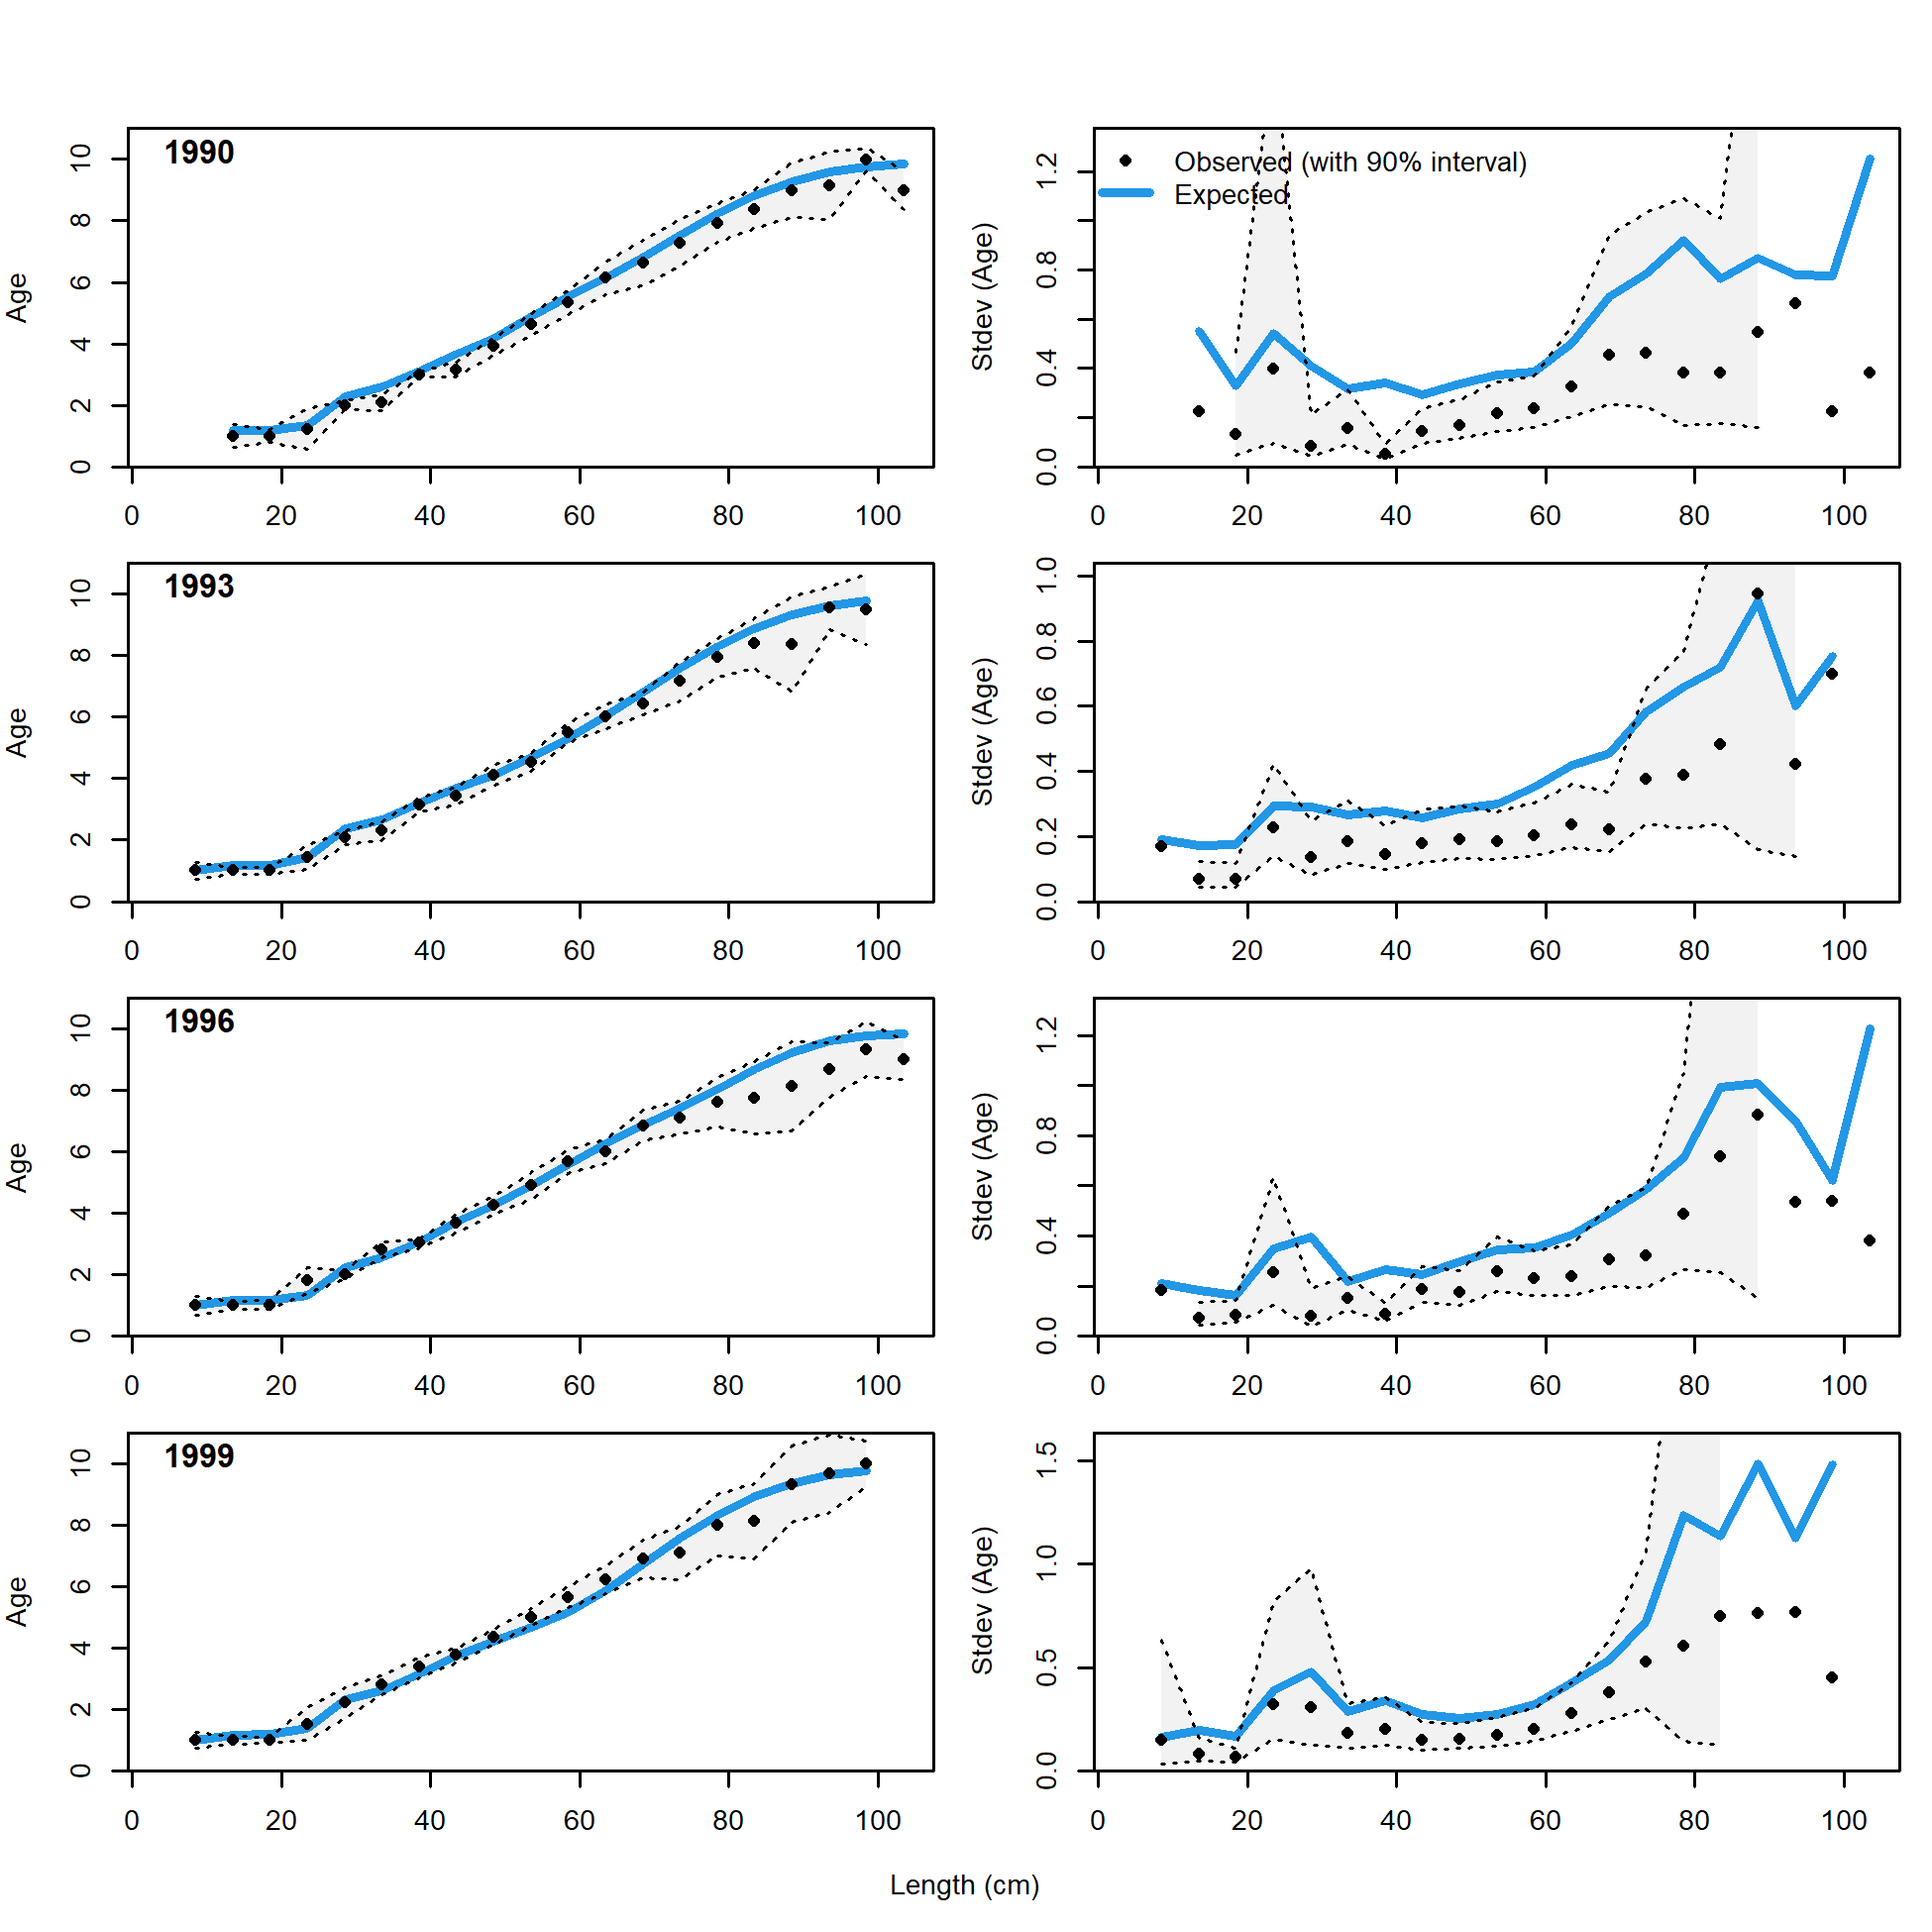 1990
Age
0 2 4 6 8 10
0 20 40 60 80 100
Observed (with 90% interval)
Expected
Stdev (Age)
0.0 0.4 0.8 1.2
0 20 40 60 80 100
1993
Age
0 2 4 6 8 10
0 20 40 60 80 100
Stdev (Age)
0.0 0.2 0.4 0.6 0.8 1.0
0 20 40 60 80 100
1996
Age
0 2 4 6 8 10
0 20 40 60 80 100
Stdev (Age)
0.0 0.4 0.8 1.2
0 20 40 60 80 100
1999
Age
0 2 4 6 8 10
0 20 40 60 80 100
Stdev (Age)
0.0 0.5 1.0 1.5
0 20 40 60 80 100
Length (cm)